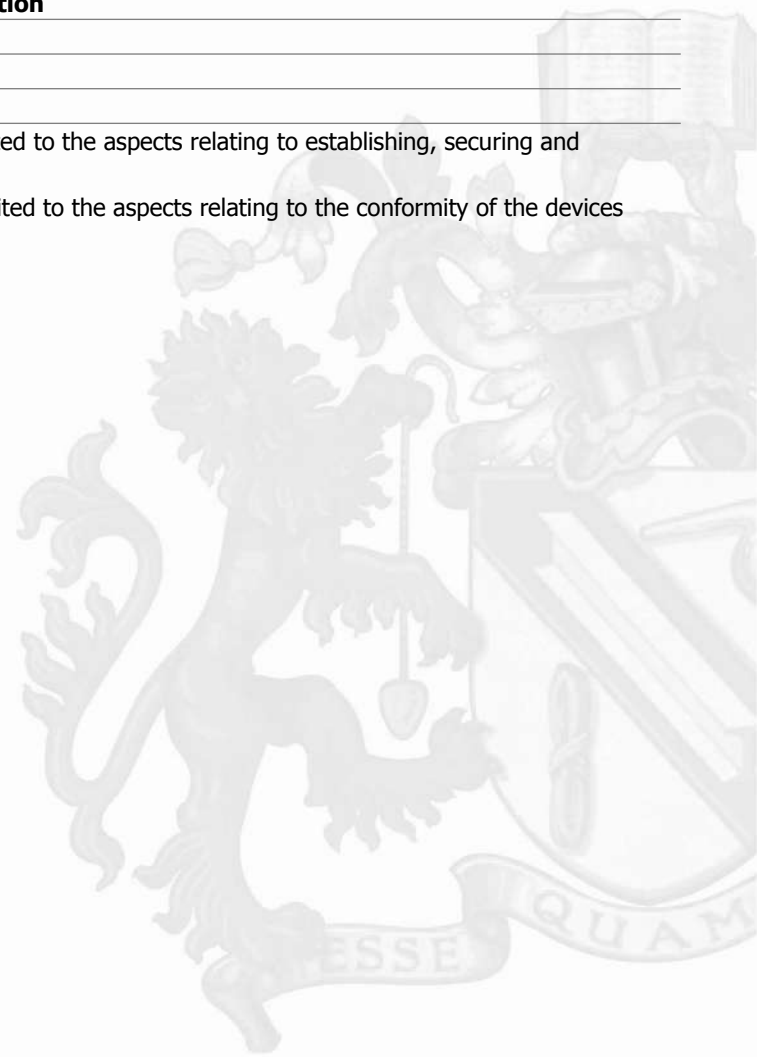 tion
ted to the aspects relating to establishing, securing and
ited to the aspects relating to the conformity of the devices
ESSE QUAM